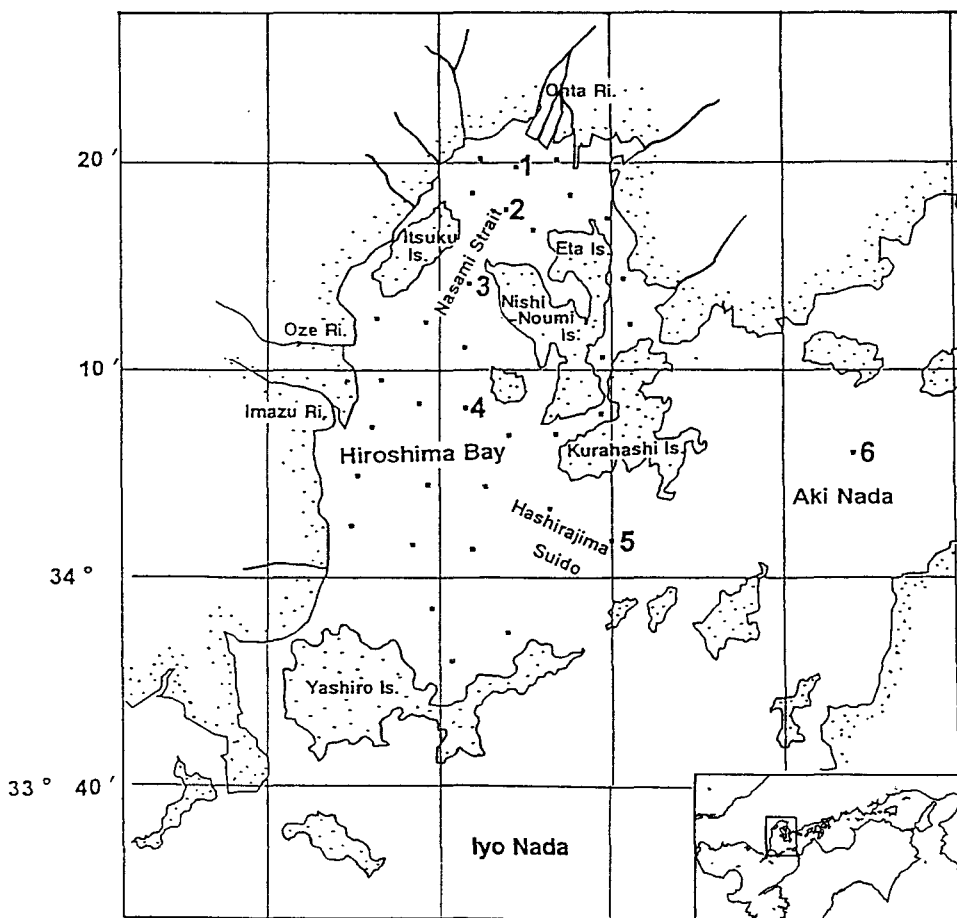 Ohta Ri.
20 ′
1
2
Itsuku
Is.
Nasami Strait
Eta Is.
3
Nishi
Noumi
Is.
Oze Ri.
10 ′
Imazu Ri.
4
Hiroshima Bay
Kurahashi Is.
6
Aki Nada
Hashirajima
Suido
5
34 °
Yashiro Is.
33 ° 40 ′
Iyo Nada